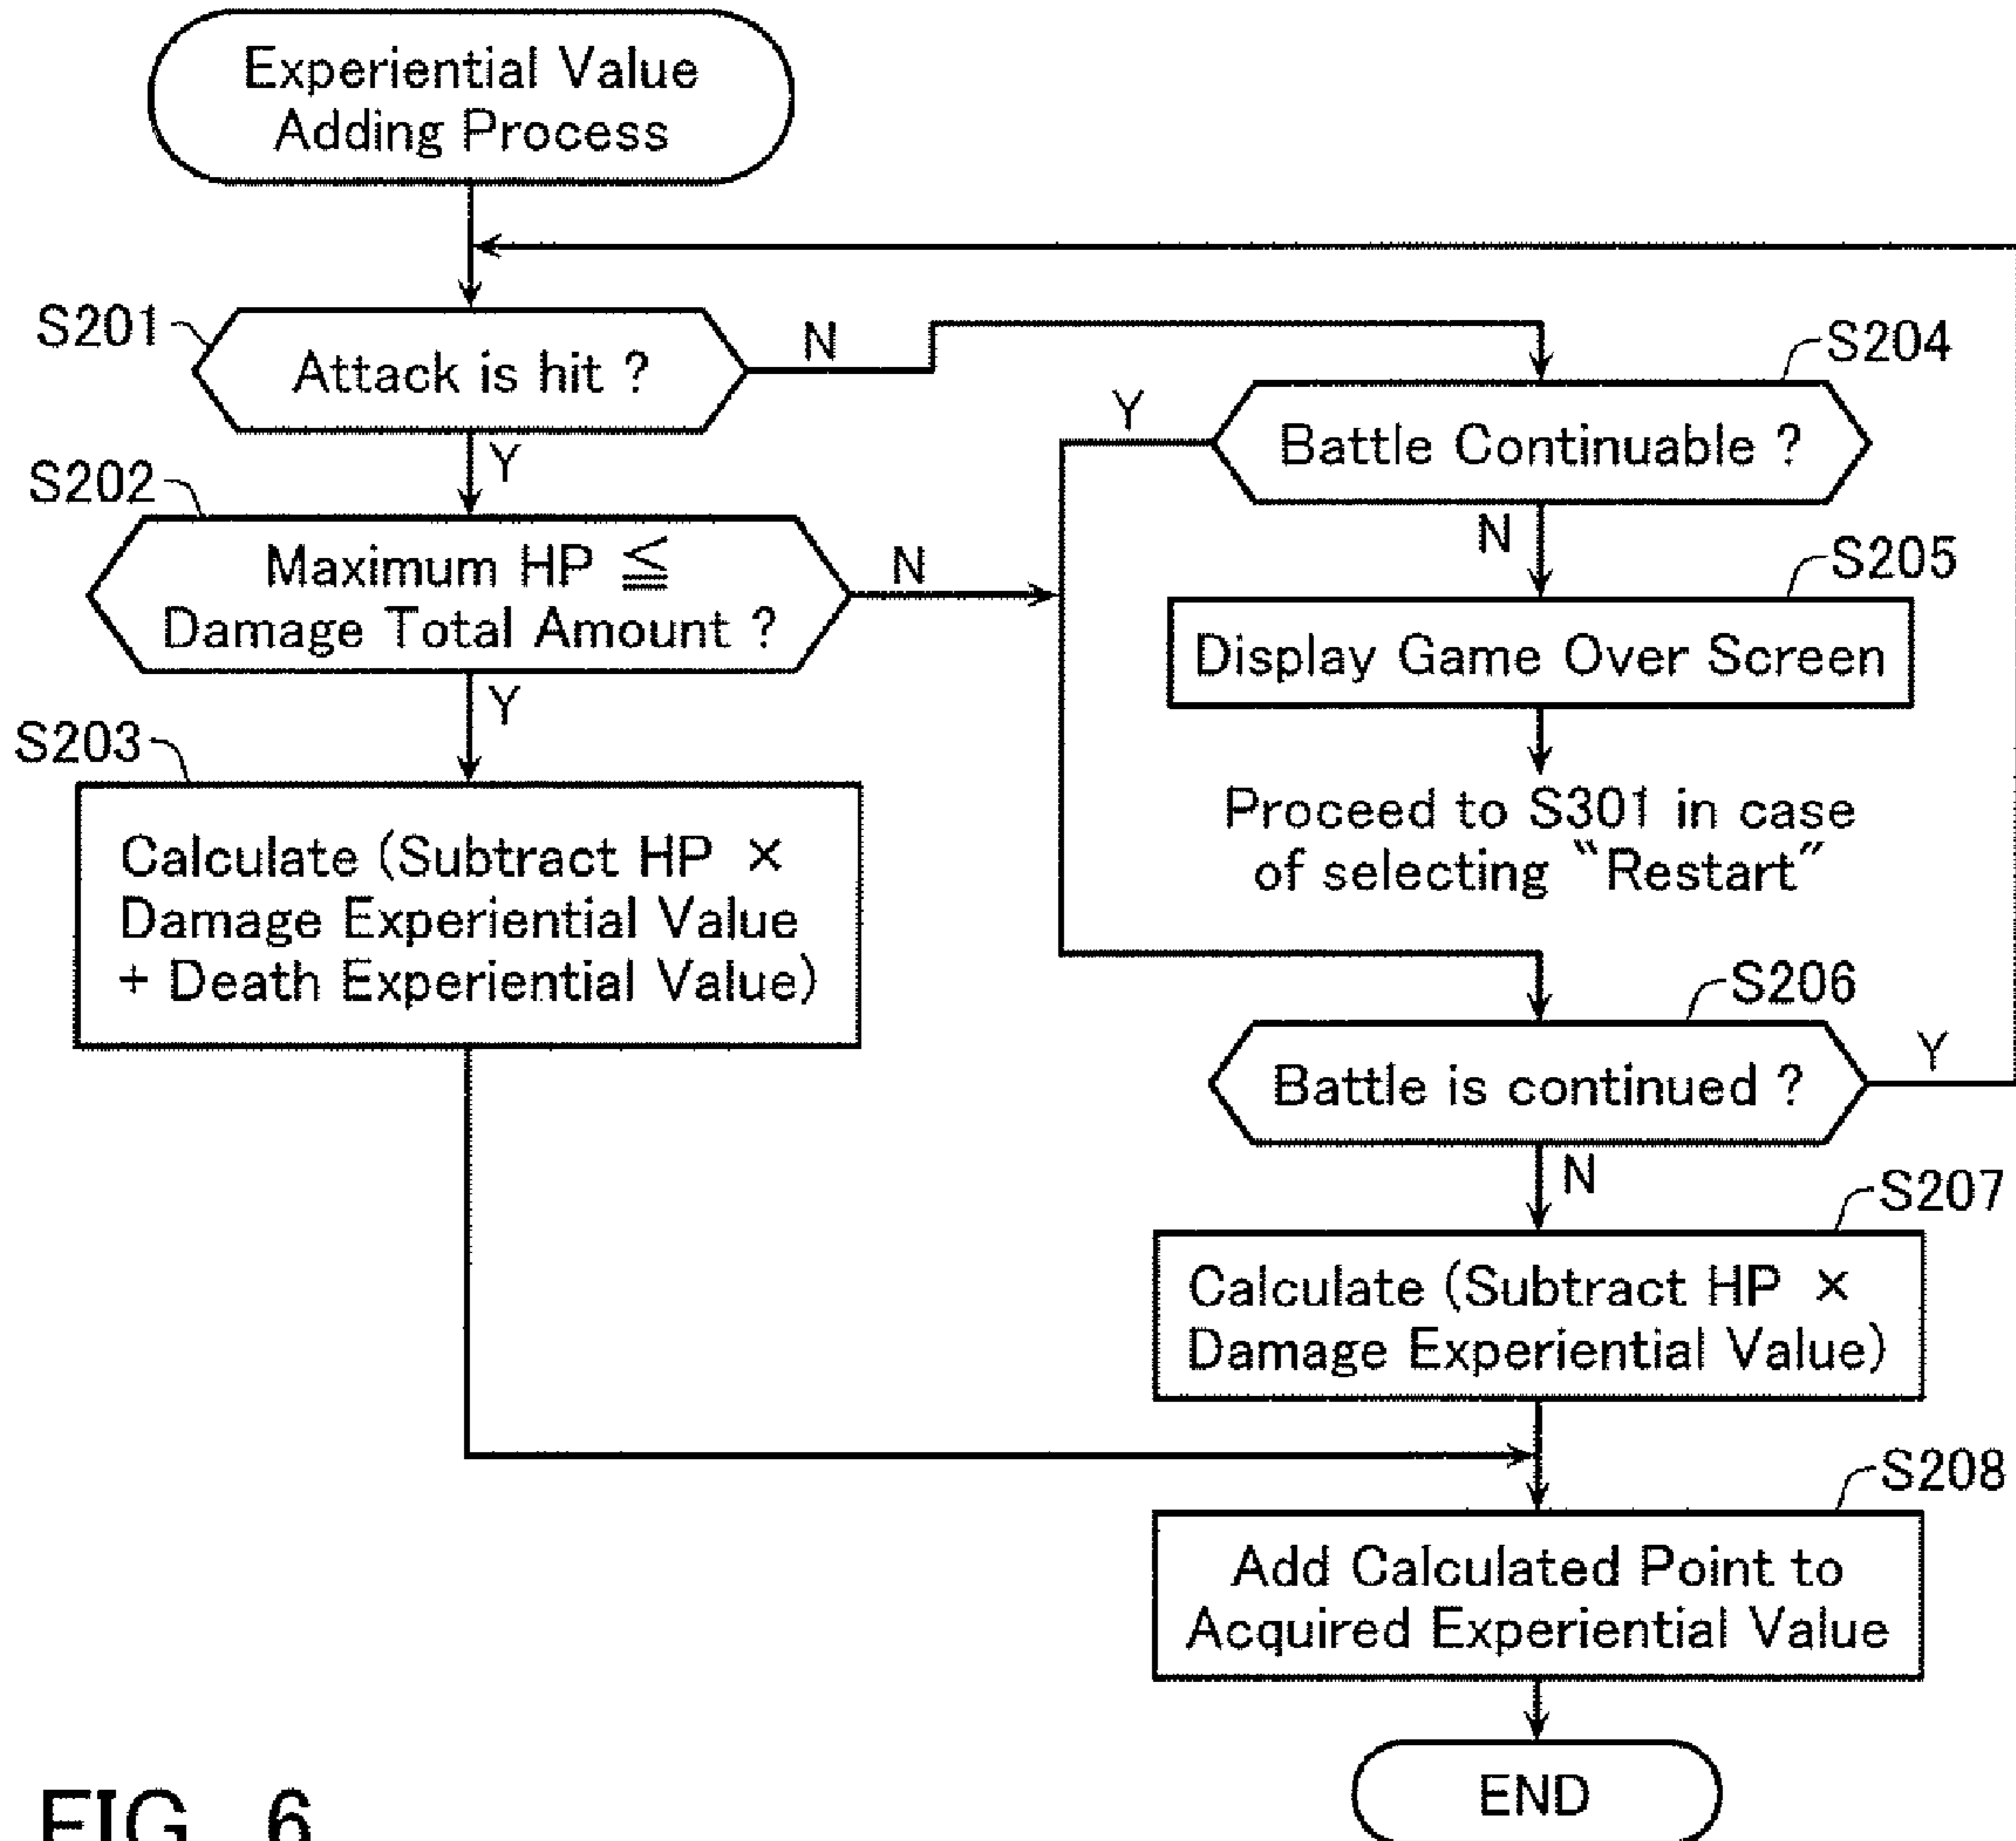 Experiential Value
Adding Process
S201
Attack is hit ?
N
Y
S202
Maximum HP ≦
Damage Total Amount ?
N
Y
S203
Calculate (Subtract HP ×
Damage Experiential Value
+ Death Experiential Value)
S204
Battle Continuable ?
Y
N
S205
Display Game Over Screen
Proceed to S301 in case
of selecting “Restart”
S206
Battle is continued ?
Y
N
S207
Calculate (Subtract HP ×
Damage Experiential Value)
S208
Add Calculated Point to
Acquired Experiential Value
END
FIG. 6